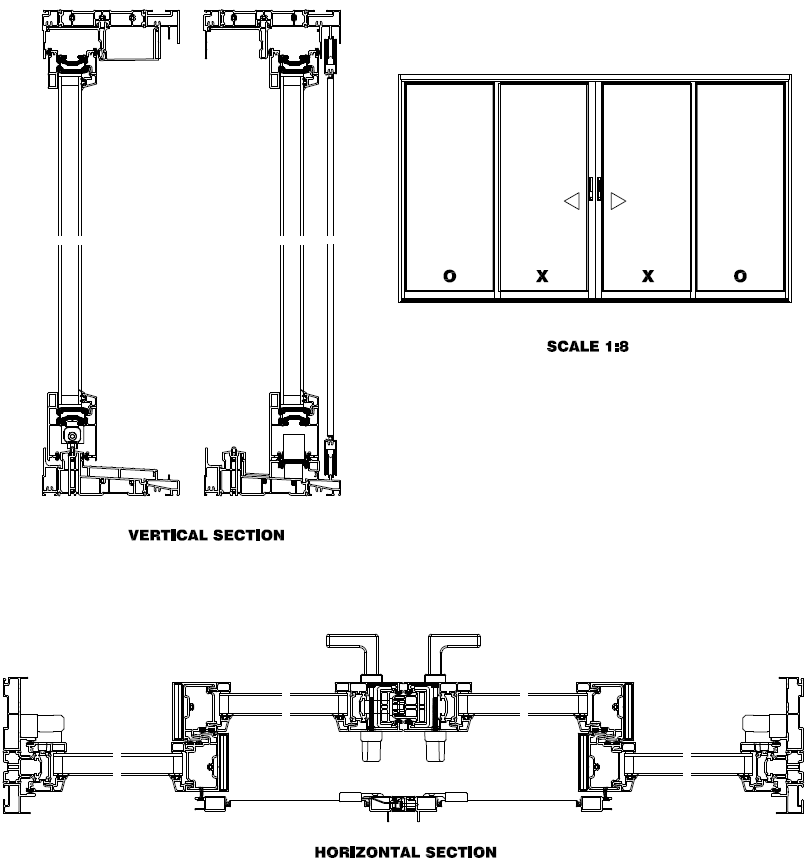 O X X O
SCALE 1:8
VERTICAL SECTION
HORIZONTAL SECTION